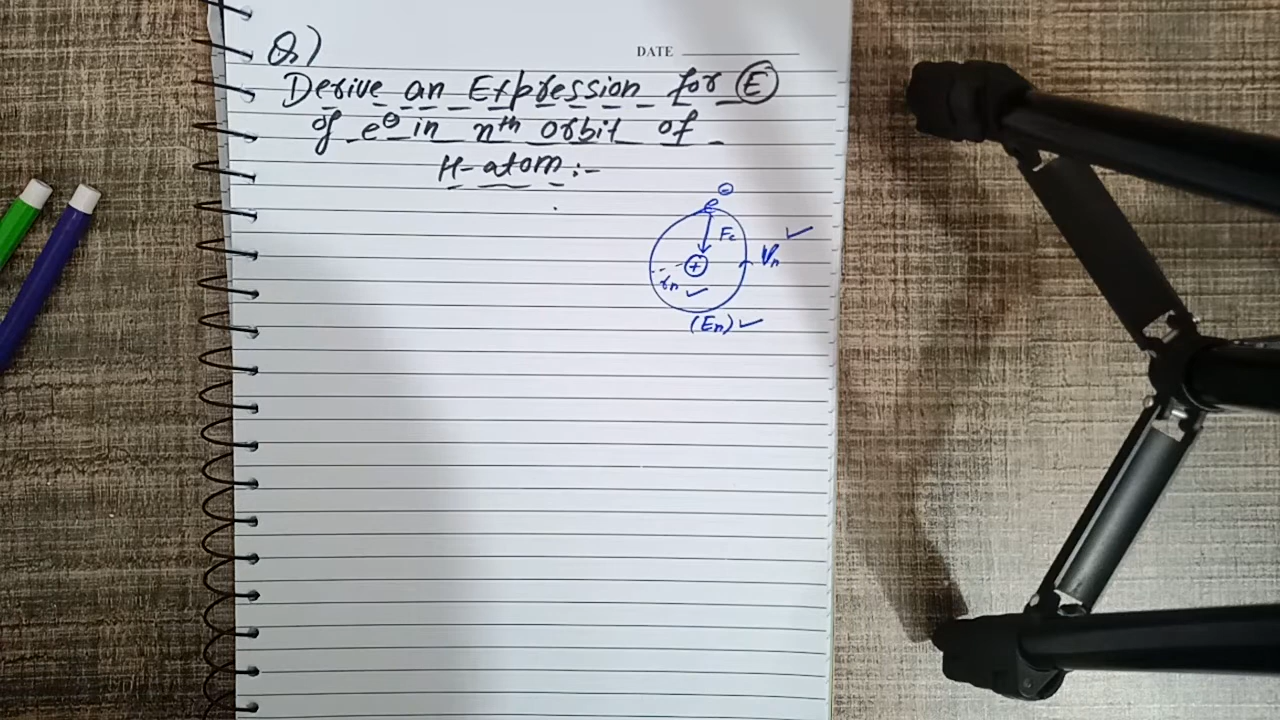 Q)
DATE
Derive an Expression for E
of e⊖ in nth orbit of
H-atom :-
⊖
e
Fc
Vn ✓
+
rn ✓
(En) ✓